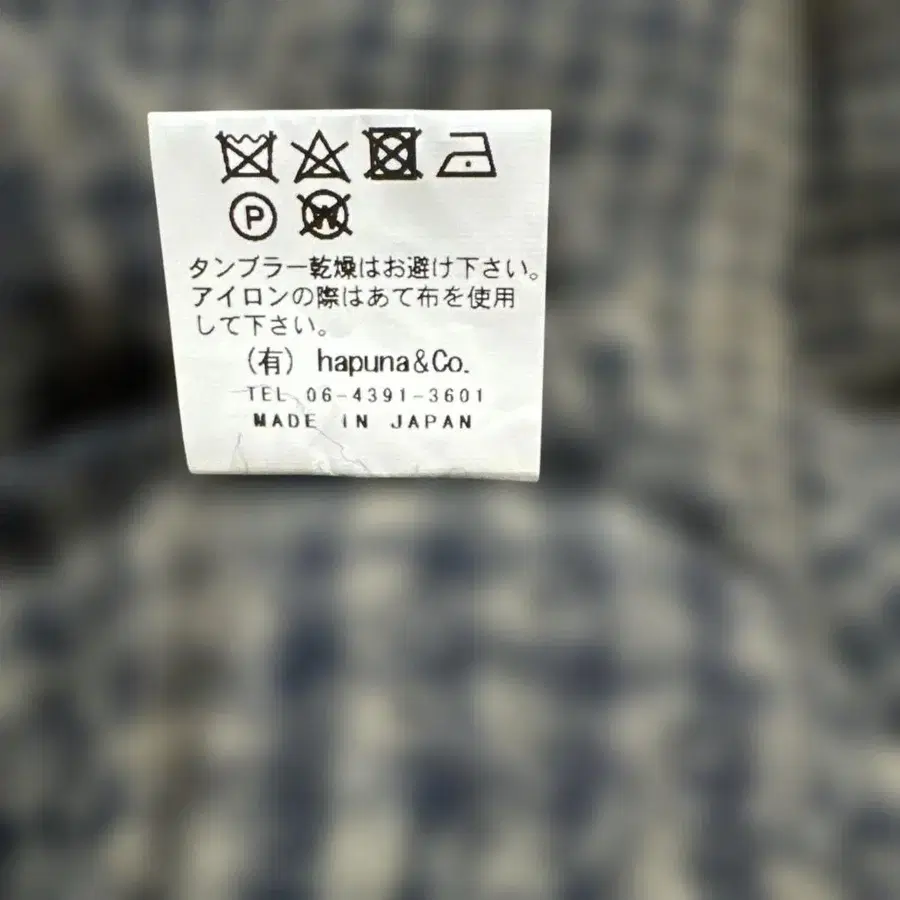 P W
タンブラー乾燥はお避け下さい。
アイロンの際はあて布を使用
して下さい。
(有) hapuna&Co.
TEL 06-4391-3601
MADE IN JAPAN